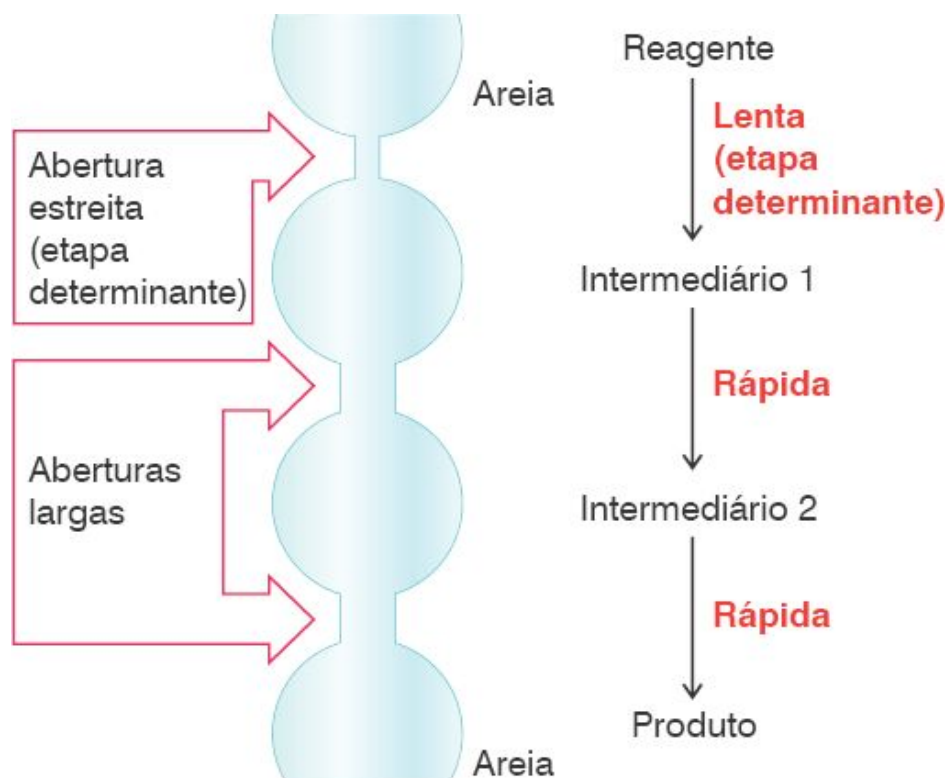 Areia
Abertura
estreita
(etapa
determinante)
Aberturas
largas
Areia
Reagente
Lenta
(etapa
determinante)
Intermediário 1
Rápida
Intermediário 2
Rápida
Produto